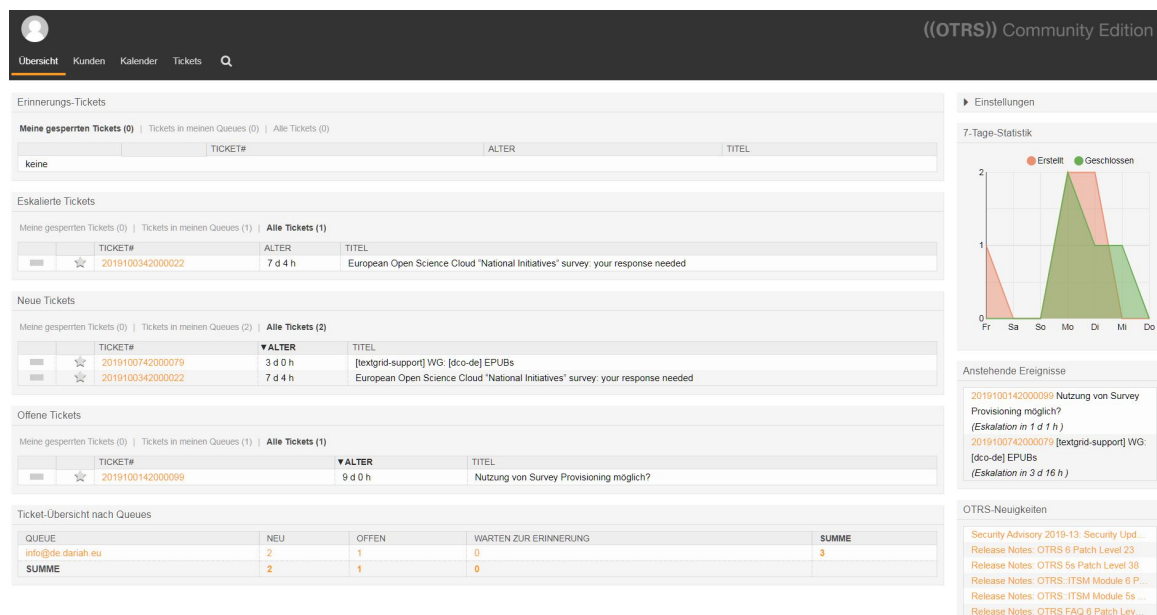 ((OTRS)) Community Edition
Übersicht Kunden Kalender Tickets
Erinnerungs-Tickets
Meine gesperrten Tickets (0) | Tickets in meinen Queues (0) | Alle Tickets (0)
TICKET# ALTER TITEL
keine
Eskalierte Tickets
Meine gesperrten Tickets (0) | Tickets in meinen Queues (1) | Alle Tickets (1)
TICKET# ALTER TITEL
2019100342000022 7 d 4 h European Open Science Cloud "National Initiatives" survey: your response needed
Neue Tickets
Meine gesperrten Tickets (0) | Tickets in meinen Queues (2) | Alle Tickets (2)
TICKET# ▼ALTER TITEL
2019100742000079 3 d 0 h [textgrid-support] WG: [dco-de] EPUBs
2019100342000022 7 d 4 h European Open Science Cloud "National Initiatives" survey: your response needed
Offene Tickets
Meine gesperrten Tickets (0) | Tickets in meinen Queues (1) | Alle Tickets (1)
TICKET# ▼ALTER TITEL
2019100142000099 9 d 0 h Nutzung von Survey Provisioning möglich?
Ticket-Übersicht nach Queues
QUEUE NEU OFFEN WARTEN ZUR ERINNERUNG SUMME
info@de.dariah.eu 2 1 0 3
SUMME 2 1 0
Einstellungen
7-Tage-Statistik
Erstellt Geschlossen
2
1
0
Fr Sa So Mo Di Mi Do
Anstehende Ereignisse
2019100142000099 Nutzung von Survey
Provisioning möglich?
(Eskalation in 1 d 1 h )
2019100742000079 [textgrid-support] WG:
[dco-de] EPUBs
(Eskalation in 3 d 16 h )
OTRS-Neuigkeiten
Security Advisory 2019-13: Security Upd...
Release Notes: OTRS 6 Patch Level 23
Release Notes: OTRS 5s Patch Level 38
Release Notes: OTRS::ITSM Module 6 P...
Release Notes: OTRS::ITSM Module 5s ...
Release Notes: OTRS FAQ 6 Patch Lev...